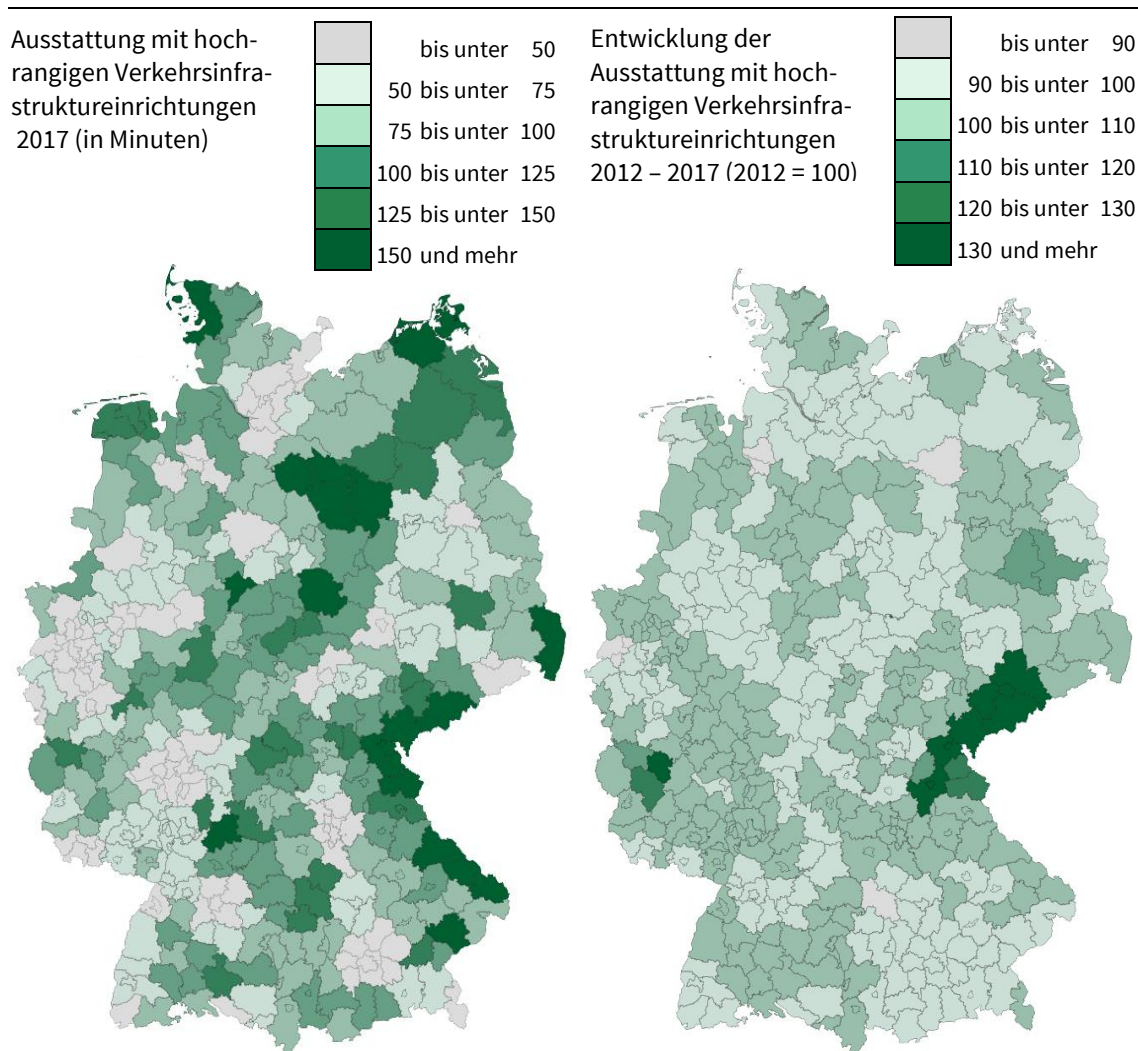 Ausstattung mit hoch-
rangigen Verkehrsinfra-
struktureinrichtungen
2017 (in Minuten)
bis unter 50
50 bis unter 75
75 bis unter 100
100 bis unter 125
125 bis unter 150
150 und mehr
Entwicklung der
Ausstattung mit hoch-
rangigen Verkehrsinfra-
struktureinrichtungen
2012 – 2017 (2012 = 100)
bis unter 90
90 bis unter 100
100 bis unter 110
110 bis unter 120
120 bis unter 130
130 und mehr